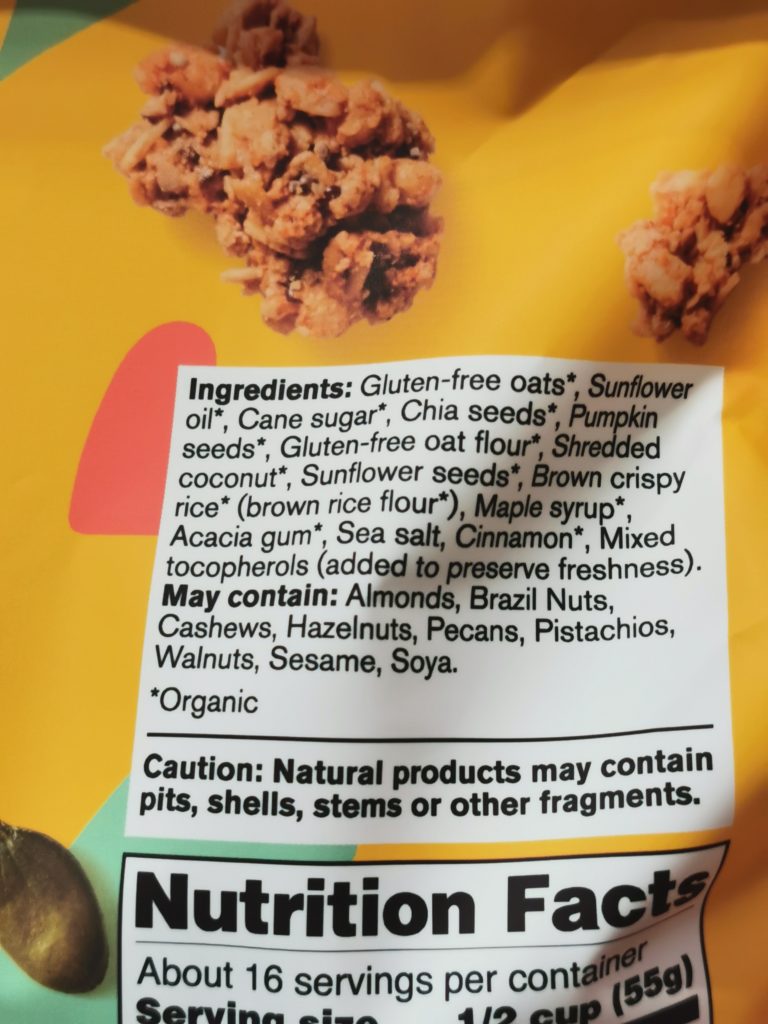 Ingredients: Gluten-free oats*, Sunflower
oil*, Cane sugar*, Chia seeds*, Pumpkin
seeds*, Gluten-free oat flour*, Shredded
coconut*, Sunflower seeds*, Brown crispy
rice* (brown rice flour*), Maple syrup*,
Acacia gum*, Sea salt, Cinnamon*, Mixed
tocopherols (added to preserve freshness).
May contain: Almonds, Brazil Nuts,
Cashews, Hazelnuts, Pecans, Pistachios,
Walnuts, Sesame, Soya.
*Organic
Caution: Natural products may contain
pits, shells, stems or other fragments.
Nutrition Facts
About 16 servings per container
Serving size 1/2 cup (55g)